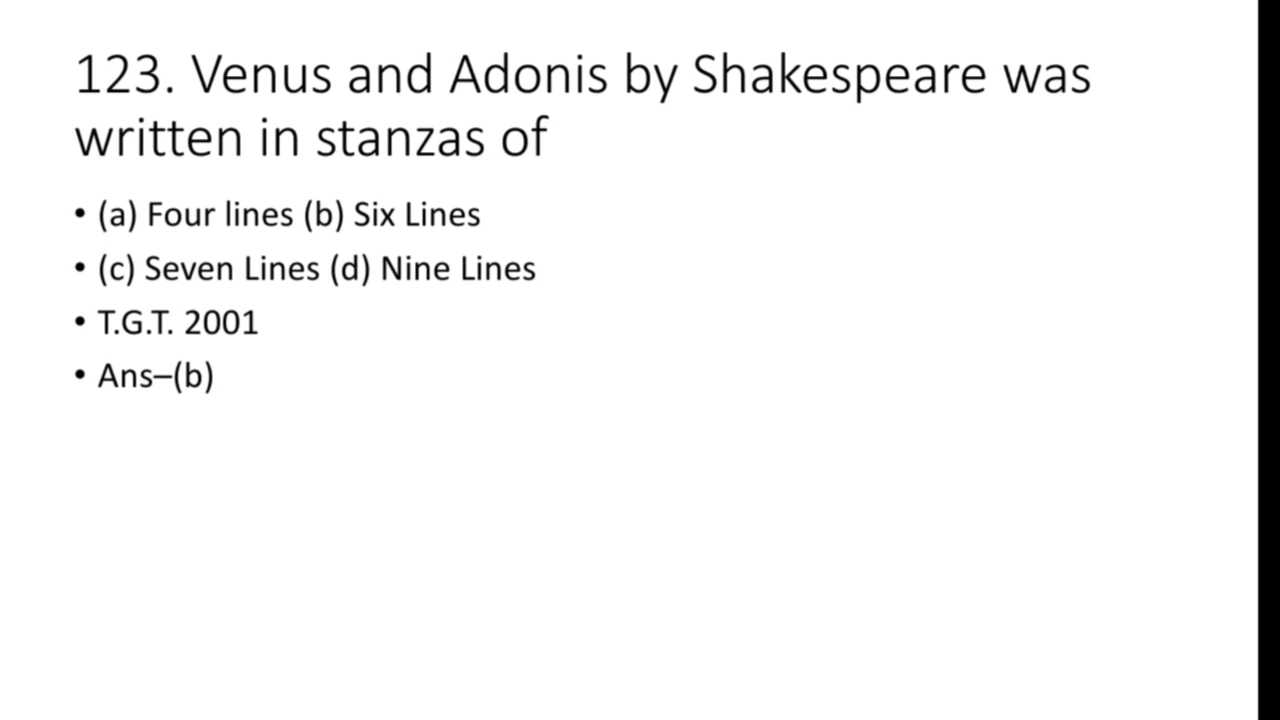 123. Venus and Adonis by Shakespeare was
written in stanzas of
• (a) Four lines (b) Six Lines
• (c) Seven Lines (d) Nine Lines
• T.G.T. 2001
• Ans–(b)